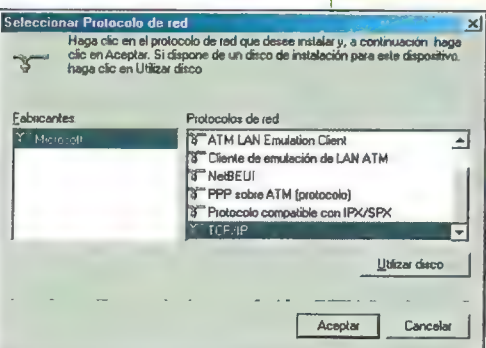 Seleccionar Protocolo de red
Haga clic en el protocolo de red que desee instalar y, a continuación haga
clic en Aceptar. Si dispone de un disco de instalación para este dispositivo.
haga clic en Utilizar disco
Fabricantes
Microsoft
Protocolos de red
ATM LAN Emulation Client
Cliente de emulación de LAN ATM
NetBEUI
PPP sobre ATM (protocolo)
Protocolo compatible con IPX/SPX
TCP/IP
Utilizar disco
Aceptar
Cancelar